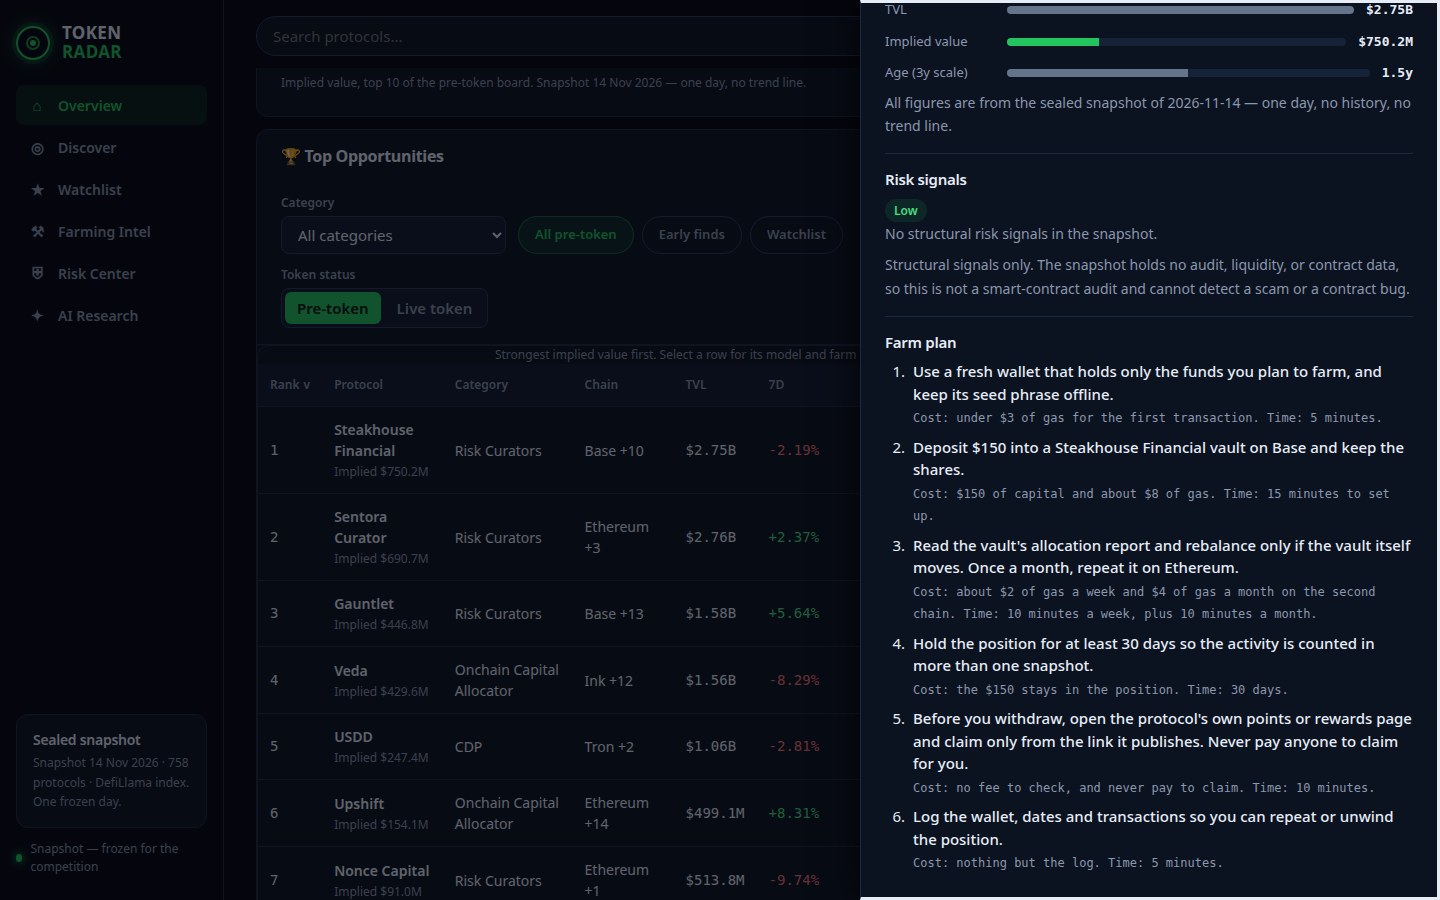 TOKEN
RADAR
Overview
Discover
Watchlist
Farming Intel
Risk Center
AI Research
Sealed snapshot
Snapshot 14 Nov 2026 · 758
protocols · DefiLlama index.
One frozen day.
Snapshot — frozen for the
competition
Search protocols...
Implied value, top 10 of the pre-token board. Snapshot 14 Nov 2026 — one day, no trend line.
🏆 Top Opportunities
Category
All categories
All pre-token
Early finds
Watchlist
Token status
Pre-token
Live token
Strongest implied value first. Select a row for its model and farm
Rank v Protocol Category Chain TVL 7D
1 Steakhouse Financial Risk Curators Base +10 $2.75B -2.19%
Implied $750.2M
2 Sentora Curator Risk Curators Ethereum +3 $2.76B +2.37%
Implied $690.7M
3 Gauntlet Risk Curators Base +13 $1.58B +5.64%
Implied $446.8M
4 Veda Onchain Capital Allocator Ink +12 $1.56B -8.29%
Implied $429.6M
5 USDD CDP Tron +2 $1.06B -2.81%
Implied $247.4M
6 Upshift Onchain Capital Allocator Ethereum +14 $499.1M +8.31%
Implied $154.1M
7 Nonce Capital Risk Curators Ethereum +1 $513.8M -9.74%
Implied $91.0M
TVL $2.75B
Implied value $750.2M
Age (3y scale) 1.5y
All figures are from the sealed snapshot of 2026-11-14 — one day, no history, no
trend line.
Risk signals
Low
No structural risk signals in the snapshot.
Structural signals only. The snapshot holds no audit, liquidity, or contract data,
so this is not a smart-contract audit and cannot detect a scam or a contract bug.
Farm plan
1. Use a fresh wallet that holds only the funds you plan to farm, and
keep its seed phrase offline.
Cost: under $3 of gas for the first transaction. Time: 5 minutes.
2. Deposit $150 into a Steakhouse Financial vault on Base and keep the
shares.
Cost: $150 of capital and about $8 of gas. Time: 15 minutes to set
up.
3. Read the vault's allocation report and rebalance only if the vault itself
moves. Once a month, repeat it on Ethereum.
Cost: about $2 of gas a week and $4 of gas a month on the second
chain. Time: 10 minutes a week, plus 10 minutes a month.
4. Hold the position for at least 30 days so the activity is counted in
more than one snapshot.
Cost: the $150 stays in the position. Time: 30 days.
5. Before you withdraw, open the protocol's own points or rewards page
and claim only from the link it publishes. Never pay anyone to claim
for you.
Cost: no fee to check, and never pay to claim. Time: 10 minutes.
6. Log the wallet, dates and transactions so you can repeat or unwind
the position.
Cost: nothing but the log. Time: 5 minutes.